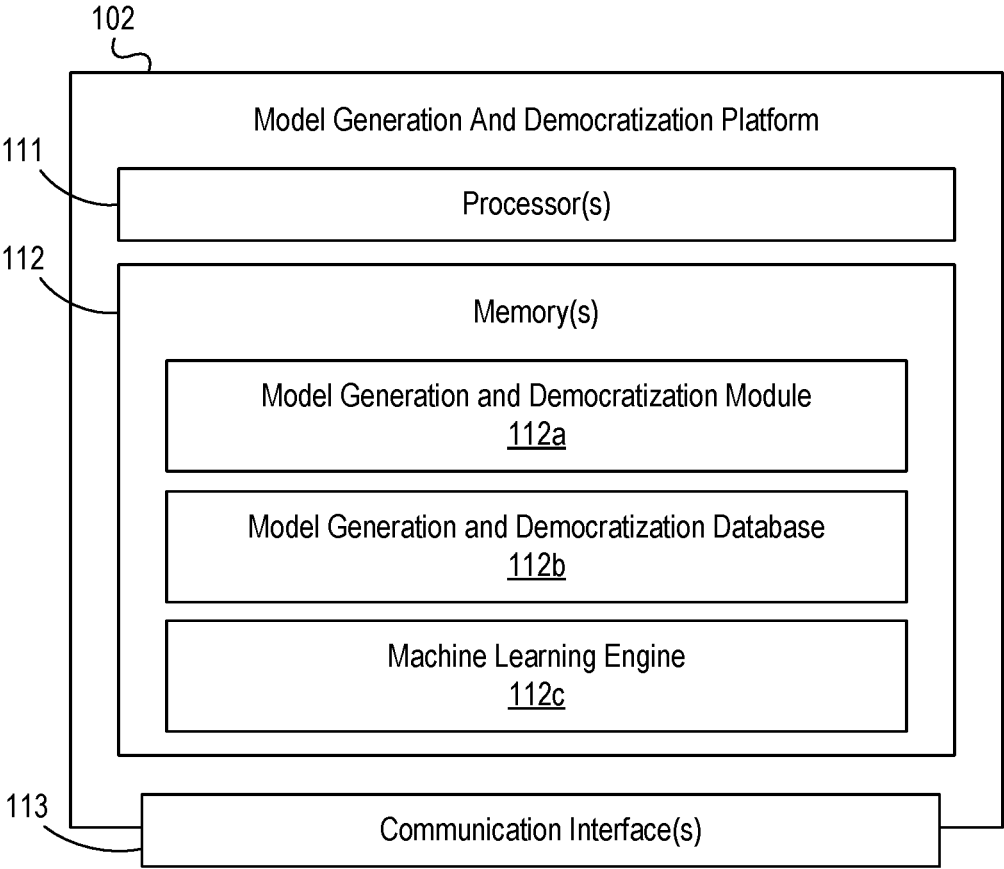 102
Model Generation And Democratization Platform
111
Processor(s)
112
Memory(s)
Model Generation and Democratization Module
112a
Model Generation and Democratization Database
112b
Machine Learning Engine
112c
113
Communication Interface(s)